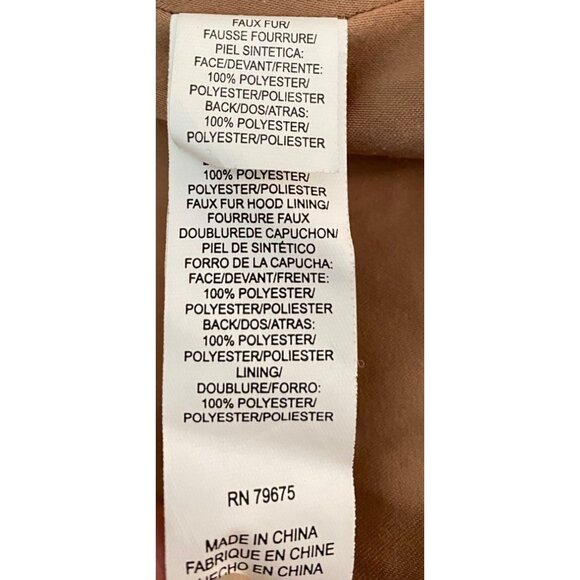 FAUX FUR/
FAUSSE FOURRURE/
PIEL SINTETICA:
FACE/DEVANT/FRENTE:
100% POLYESTER/
POLYESTER/POLIESTER
BACK/DOS/ATRAS:
100% POLYESTER/
POLYESTER/POLIESTER
100% POLYESTER/
POLYESTER/POLIESTER
FAUX FUR HOOD LINING/
FOURRURE FAUX
DOUBLUREDE CAPUCHON/
PIEL DE SINTÉTICO
FORRO DE LA CAPUCHA:
FACE/DEVANT/FRENTE:
100% POLYESTER/
POLYESTER/POLIESTER
BACK/DOS/ATRAS:
100% POLYESTER/
POLYESTER/POLIESTER
LINING/
DOUBLURE/FORRO:
100% POLYESTER/
POLYESTER/POLIESTER
RN 79675
MADE IN CHINA
FABRIQUE EN CHINE
HECHO EN CHINA